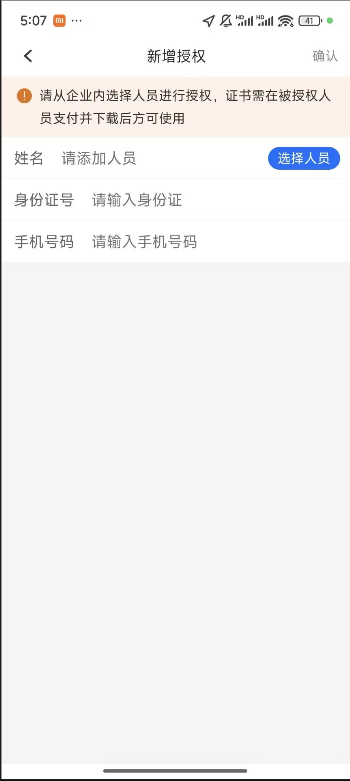 5:07
新增授权
确认
请从企业内选择人员进行授权，证书需在被授权人
员支付并下载后方可使用
姓名 请添加人员 选择人员
身份证号 请输入身份证
手机号码 请输入手机号码